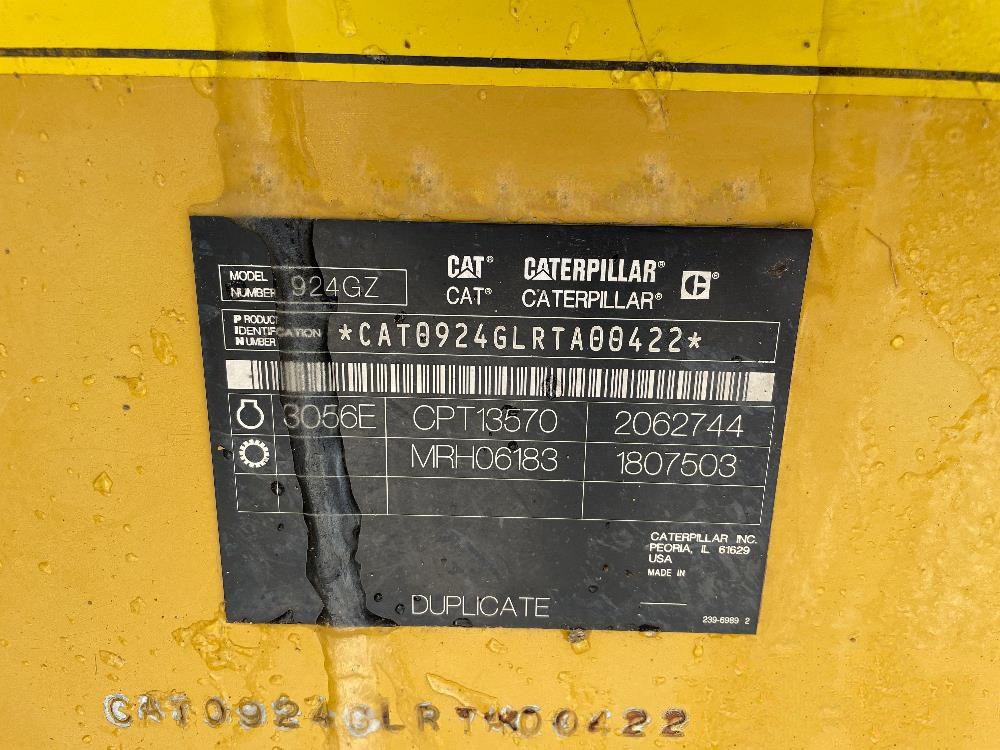 CAT® CATERPILLAR®
CAT® CATERPILLAR®
MODEL NUMBER 924GZ
PRODUCT IDENTIFICATION NUMBER *CAT0924GLRTA00422*
3056E CPT13570 2062744
MRH06183 1807503
CATERPILLAR INC.
PEORIA, IL 61629
USA
MADE IN
DUPLICATE
239-6989 2
CAT0924GLRTA00422